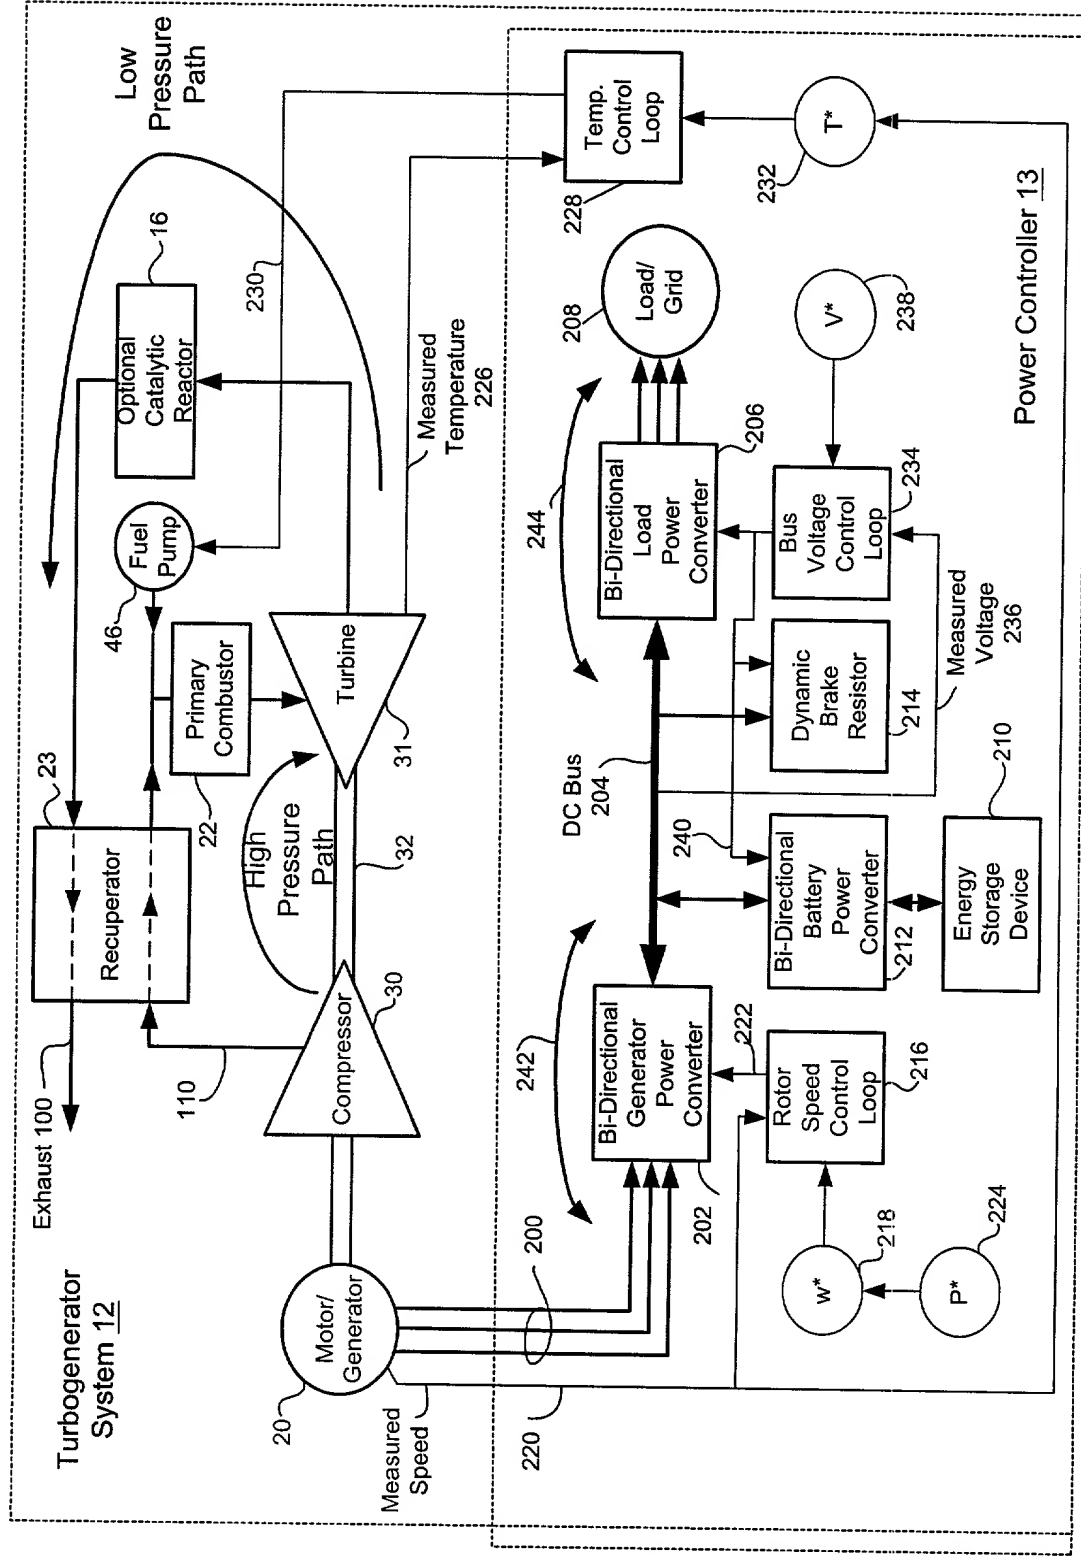 Turbogenerator
System 12
Exhaust 100
110
Recuperator
23
Primary
Combustor
22
46
Fuel
Pump
Optional
Catalytic
Reactor
16
Low
Pressure
Path
230
20
Motor/
Generator
Compressor
30
High
Pressure
Path
32
Turbine
31
Measured
Temperature
226
Measured
Speed
220
200
242
DC Bus
204
244
208
Load/
Grid
228
Temp.
Control
Loop
232
T*
202
Bi-Directional
Generator
Power
Converter
222
240
Bi-Directional
Load
Power
Converter
206
Rotor
Speed
Control
Loop
216
Bi-Directional
Battery
Power
Converter
212
Dynamic
Brake
Resistor
214
Bus
Voltage
Control
Loop
234
V*
238
w*
218
P*
224
Energy
Storage
Device
210
Measured
Voltage
236
Power Controller 13